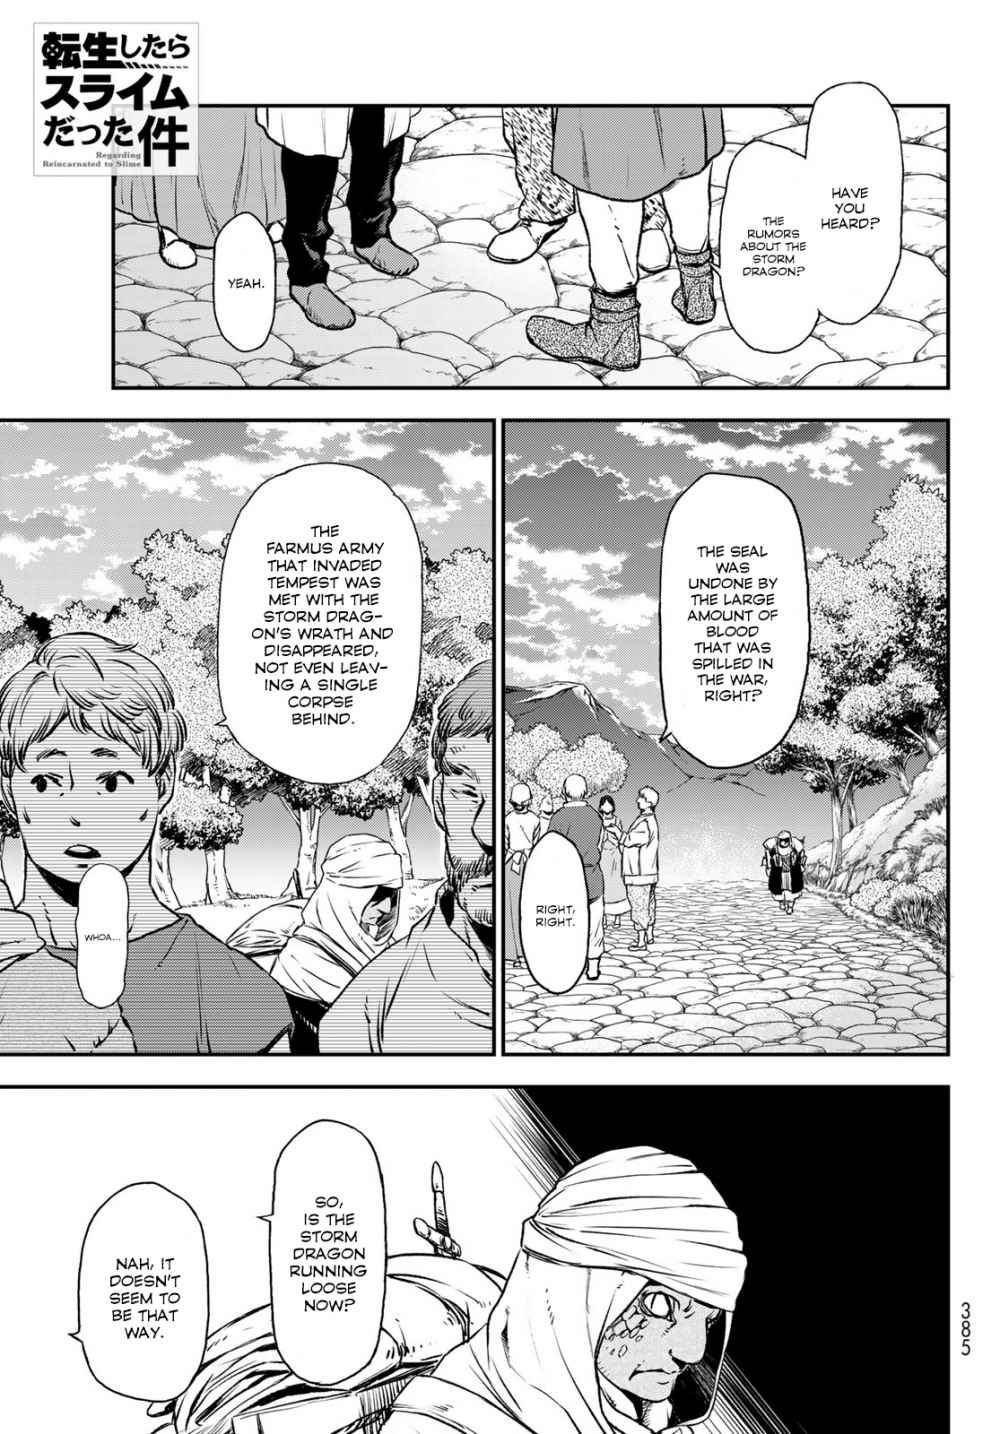 転生したら
スライム
だった件
Regarding
Reincarnated to Slime
HAVE
YOU
HEARD?
THE
RUMORS
ABOUT THE
STORM
DRAGON?
YEAH.
THE SEAL
WAS
UNDONE BY
THE LARGE
AMOUNT OF
BLOOD
THAT WAS
SPILLED IN
THE WAR,
RIGHT?
RIGHT,
RIGHT.
THE
FARMUS ARMY
THAT INVADED
TEMPEST WAS
MET WITH THE
STORM DRAG-
ON'S WRATH AND
DISAPPEARED,
NOT EVEN LEAV-
ING A SINGLE
CORPSE
BEHIND.
WHOA...
SO,
IS THE
STORM
DRAGON
RUNNING
LOOSE
NOW?
NAH, IT
DOESN'T
SEEM TO
BE THAT
WAY.
385